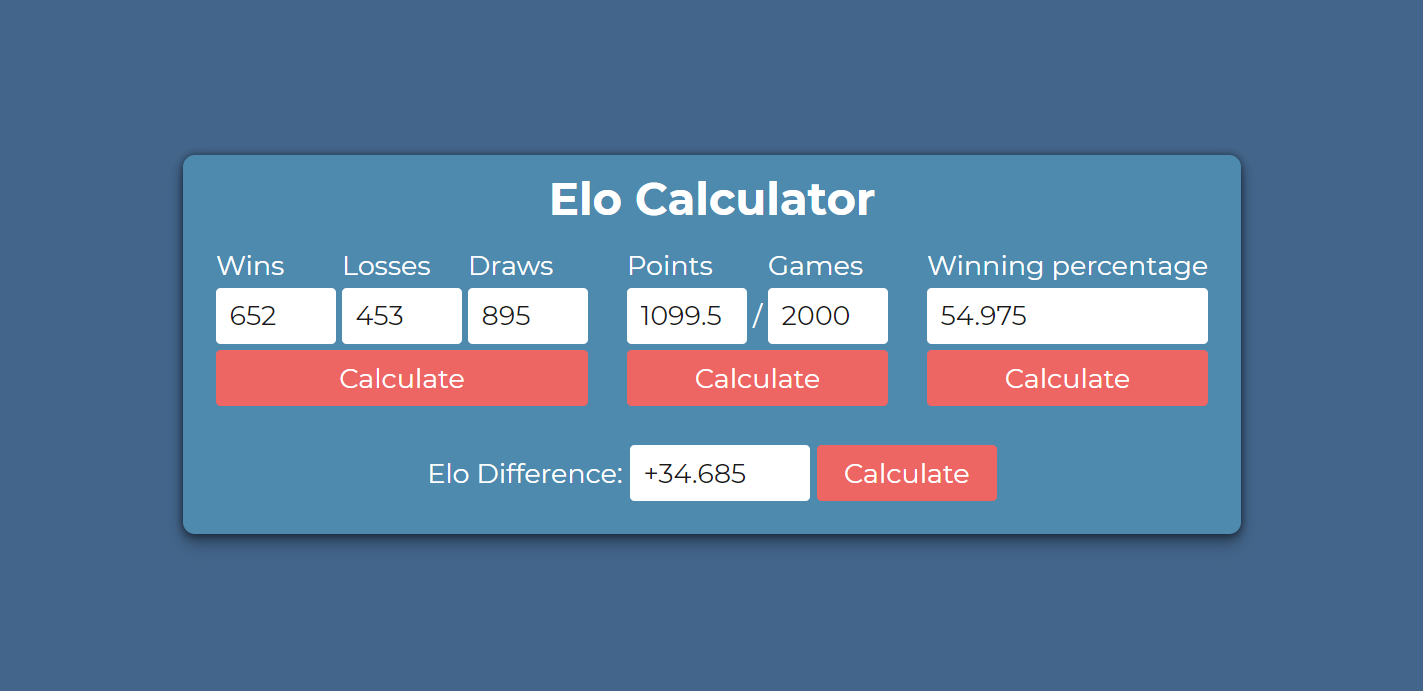 Elo Calculator
Wins Losses Draws Points Games Winning percentage
652 453 895 1099.5 / 2000 54.975
Calculate Calculate Calculate
Elo Difference: +34.685 Calculate